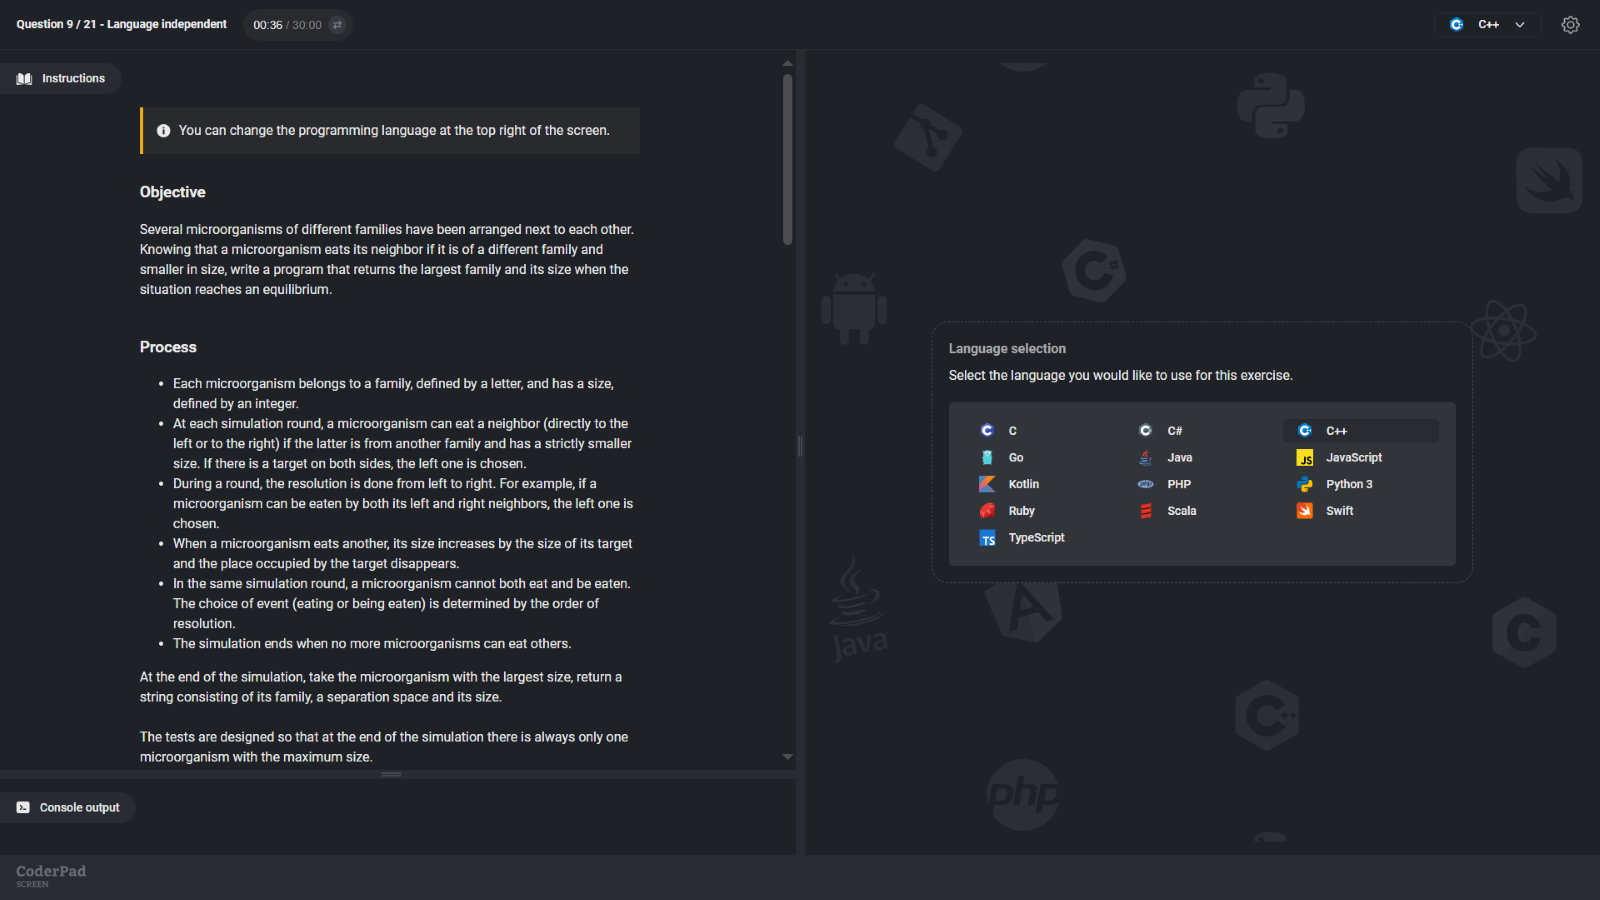 Question 9 / 21 - Language independent
00:36 / 30:00
C++
Instructions
You can change the programming language at the top right of the screen.
Objective
Several microorganisms of different families have been arranged next to each other.
Knowing that a microorganism eats its neighbor if it is of a different family and
smaller in size, write a program that returns the largest family and its size when the
situation reaches an equilibrium.
Process
• Each microorganism belongs to a family, defined by a letter, and has a size,
defined by an integer.
• At each simulation round, a microorganism can eat a neighbor (directly to the
left or to the right) if the latter is from another family and has a strictly smaller
size. If there is a target on both sides, the left one is chosen.
• During a round, the resolution is done from left to right. For example, if a
microorganism can be eaten by both its left and right neighbors, the left one is
chosen.
• When a microorganism eats another, its size increases by the size of its target
and the place occupied by the target disappears.
• In the same simulation round, a microorganism cannot both eat and be eaten.
The choice of event (eating or being eaten) is determined by the order of
resolution.
• The simulation ends when no more microorganisms can eat others.
At the end of the simulation, take the microorganism with the largest size, return a
string consisting of its family, a separation space and its size.
The tests are designed so that at the end of the simulation there is always only one
microorganism with the maximum size.
Console output
CoderPad
SCREEN
Language selection
Select the language you would like to use for this exercise.
C C# C++
Go Java JS JavaScript
Kotlin php PHP Python 3
Ruby Scala Swift
TS TypeScript
C#
Java
A
C
C++
php